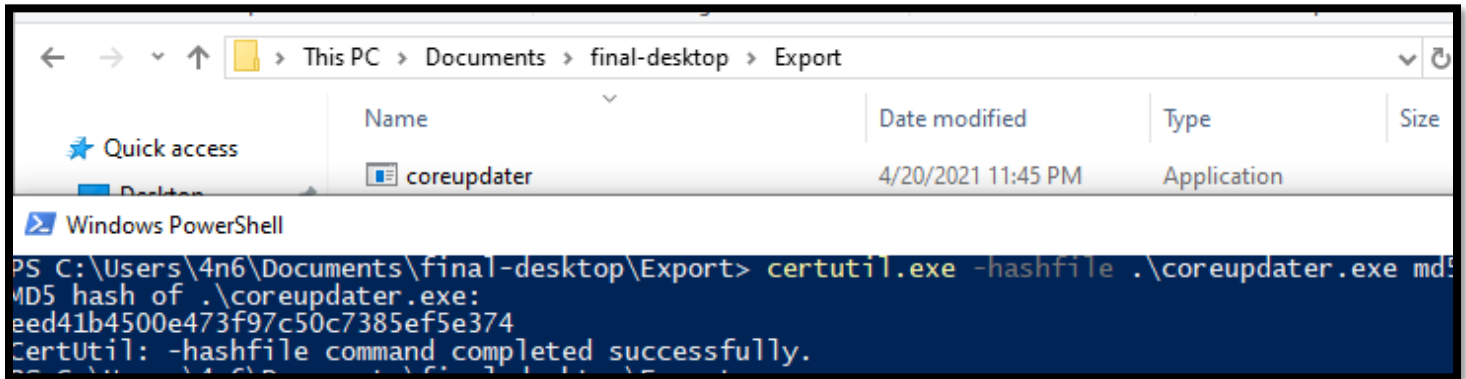 This PC > Documents > final-desktop > Export
Name Date modified Type Size
Quick access
coreupdater 4/20/2021 11:45 PM Application
Desktop
Windows PowerShell
PS C:\Users\4n6\Documents\final-desktop\Export> certutil.exe -hashfile .\coreupdater.exe md5
MD5 hash of .\coreupdater.exe:
eed41b4500e473f97c50c7385ef5e374
CertUtil: -hashfile command completed successfully.